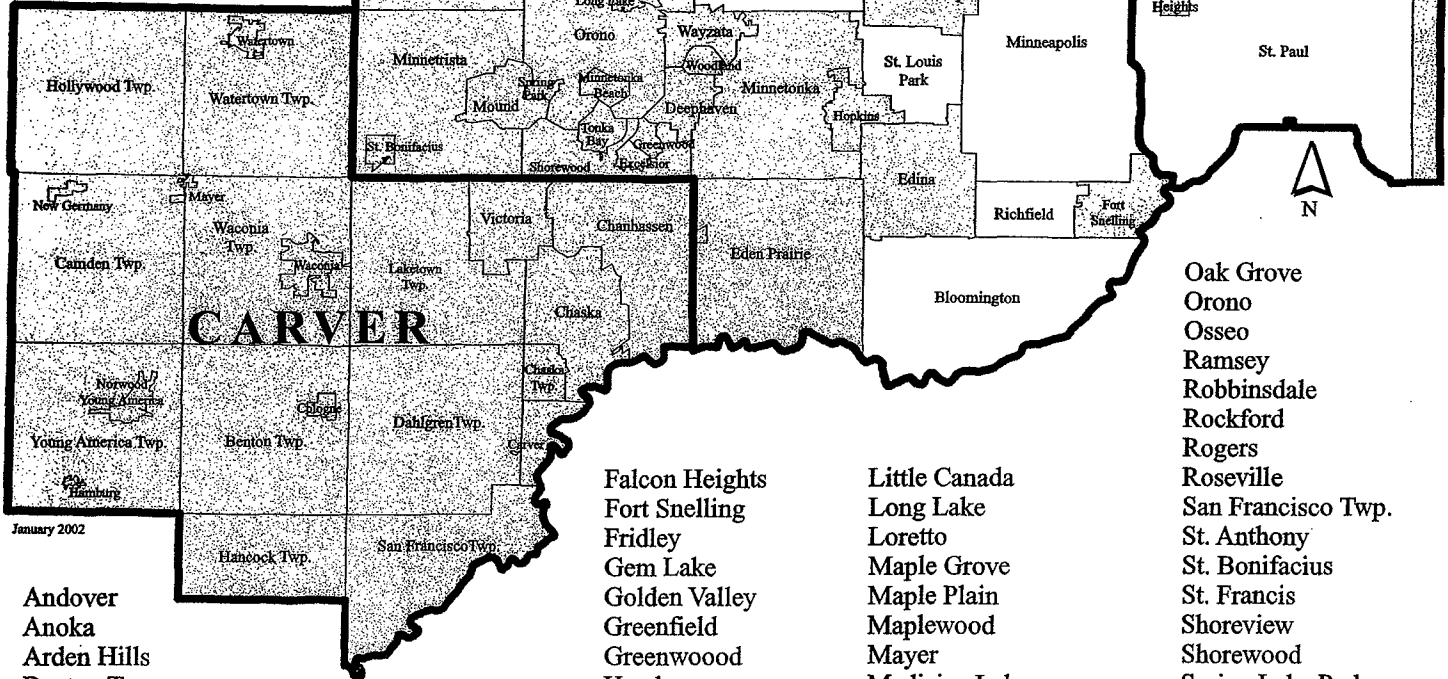 Long Lake
Heights
Watertown
Orono
Wayzata
Minneapolis
St. Paul
Minnetrista
St. Louis
Park
Woodland
Hollywood Twp.
Watertown Twp.
Spring
Park
Minnetonka
Beach
Minnetonka
Mound
Deephaven
Hopkins
Tonka
Bay
Greenwood
St. Bonifacius
Shorewood
Excelsior
Edina
New Germany
Mayer
Victoria
Chanhassen
Richfield
Fort
Snelling
N
Waconia
Twp.
Camden Twp.
Waconia
Laketown
Twp.
Eden Prairie
Bloomington
Chaska
CARVER
Chaska
Twp.
Norwood
Young America
Cologne
Dahlgren Twp.
Young America Twp.
Benton Twp.
Carver
Hamburg
January 2002
Hancock Twp.
San Francisco Twp.
Andover
Anoka
Arden Hills
Falcon Heights
Fort Snelling
Fridley
Gem Lake
Golden Valley
Greenfield
Greenwoood
Little Canada
Long Lake
Loretto
Maple Grove
Maple Plain
Maplewood
Mayer
Oak Grove
Orono
Osseo
Ramsey
Robbinsdale
Rockford
Rogers
Roseville
San Francisco Twp.
St. Anthony
St. Bonifacius
St. Francis
Shoreview
Shorewood